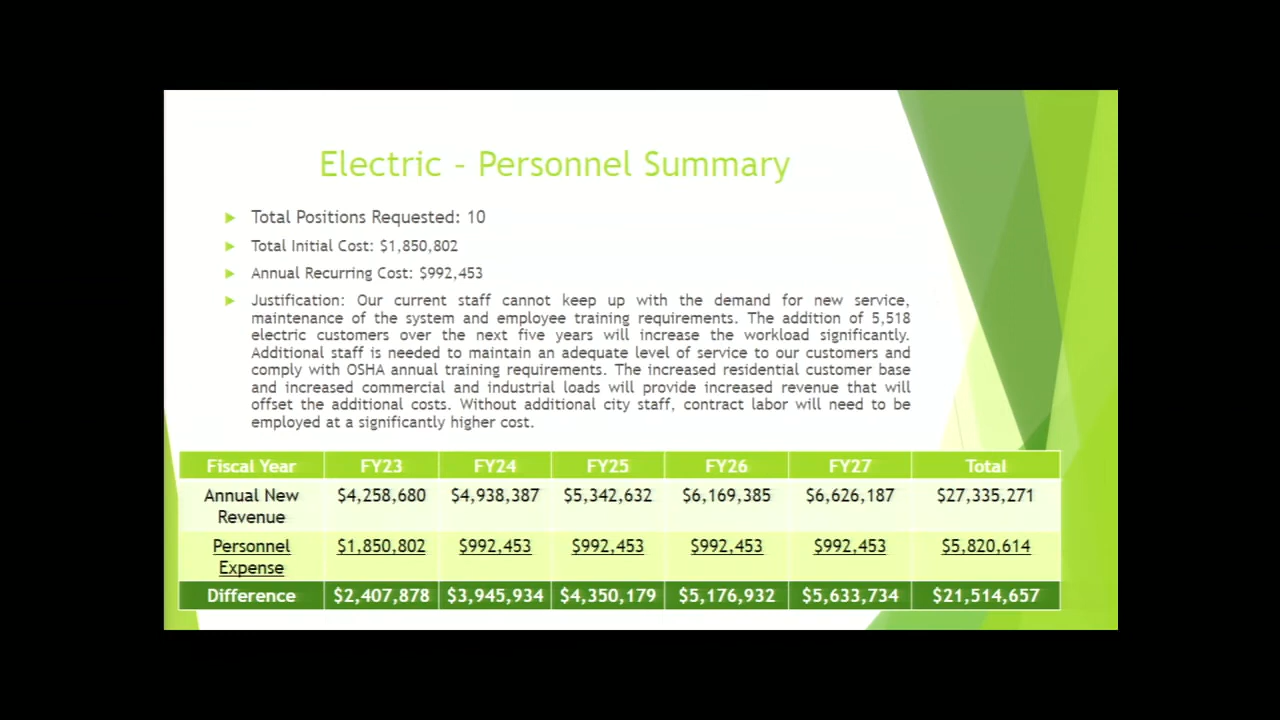 Electric – Personnel Summary
Total Positions Requested: 10
Total Initial Cost: $1,850,802
Annual Recurring Cost: $992,453
Justification: Our current staff cannot keep up with the demand for new service,
maintenance of the system and employee training requirements. The addition of 5,518
electric customers over the next five years will increase the workload significantly.
Additional staff is needed to maintain an adequate level of service to our customers and
comply with OSHA annual training requirements. The increased residential customer base
and increased commercial and industrial loads will provide increased revenue that will
offset the additional costs. Without additional city staff, contract labor will need to be
employed at a significantly higher cost.
Fiscal Year FY23 FY24 FY25 FY26 FY27 Total
Annual New $4,258,680 $4,938,387 $5,342,632 $6,169,385 $6,626,187 $27,335,271
Revenue
Personnel $1,850,802 $992,453 $992,453 $992,453 $992,453 $5,820,614
Expense
Difference $2,407,878 $3,945,934 $4,350,179 $5,176,932 $5,633,734 $21,514,657